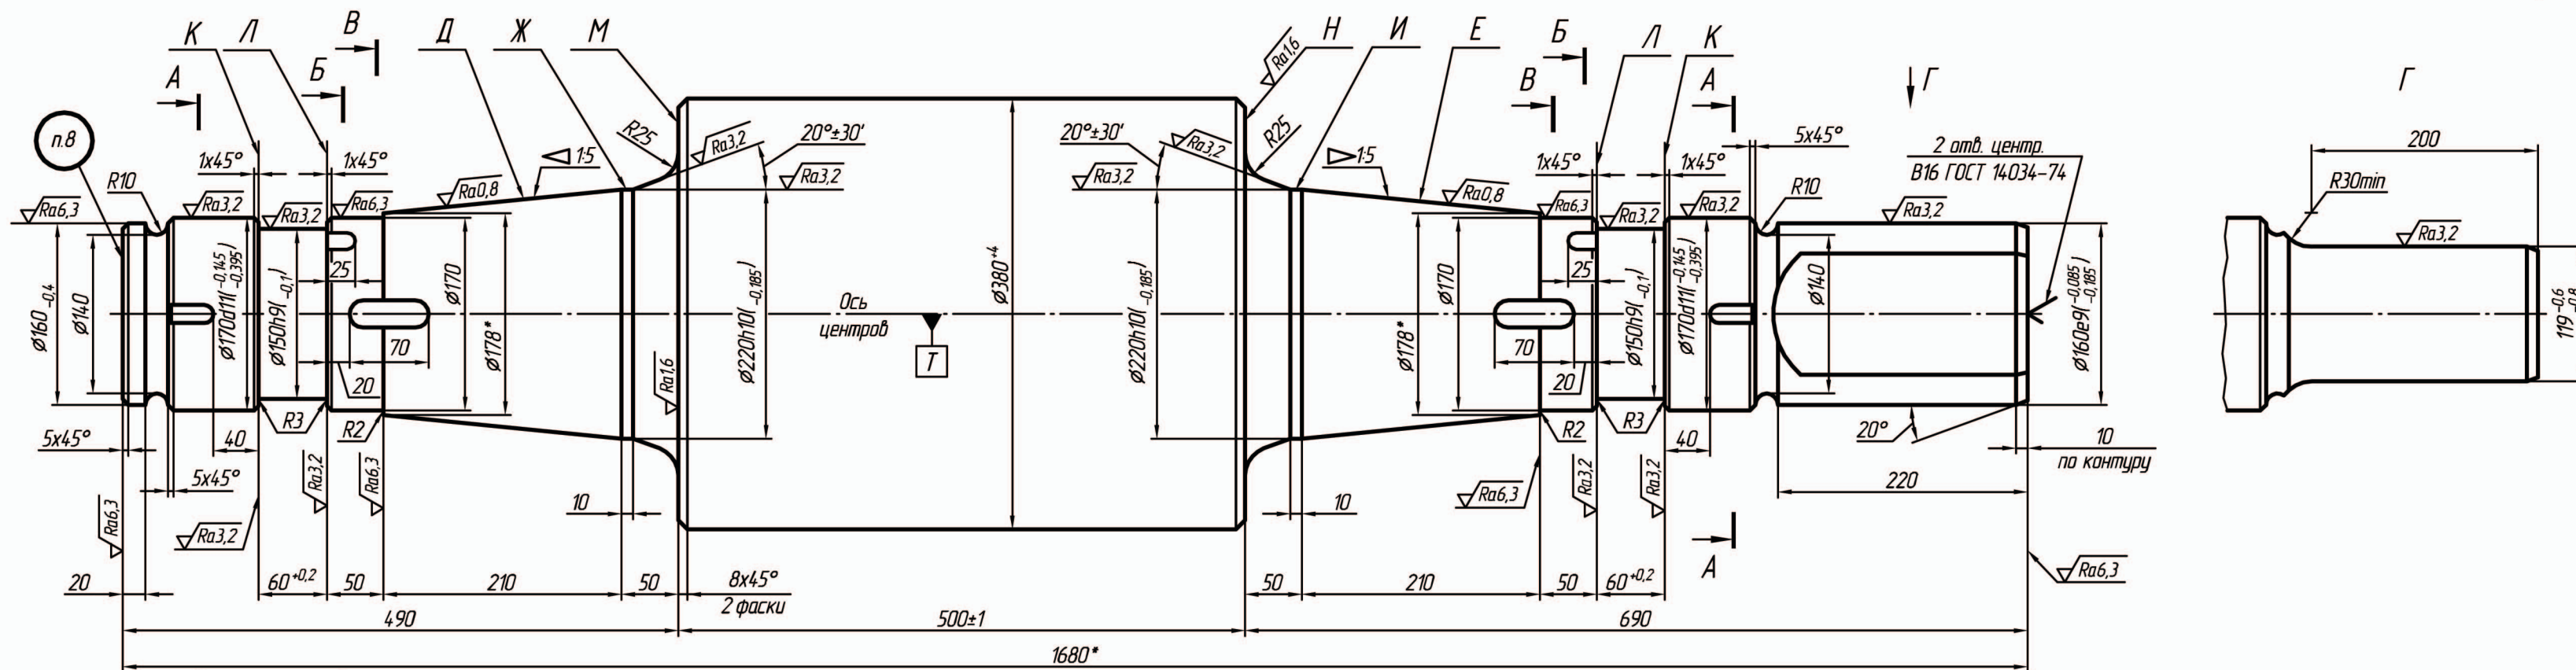 К
Л
В
Д
Ж
М
Н
И
Е
Б
Л
К
Г
Г
А
Б
В
А
п.8
R10
1х45°
1х45°
R25
Ra3,2
20°±30'
1:5
Ra0,8
Ra3,2
Ra1,6
20°±30'
Ra3,2
R25
Ra3,2
1:5
Ra0,8
1х45°
1х45°
5х45°
R10
2 отв. центр.
В16 ГОСТ 14034-74
200
R30min
Ra6,3
Ra3,2
Ra3,2
Ra6,3
Ra6,3
Ra3,2
Ra3,2
Ra3,2
Ra3,2
Ø160-0,4
Ø140
Ø170d11(-0,145 -0,395)
Ø150h9(-0,1)
25
Ø170
Ø178*
Ø220h10(-0,185)
Ø380+4
Ось
центров
Т
Ø220h10(-0,185)
Ø178*
Ø170
25
Ø150h9(-0,1)
Ø170d11(-0,145 -0,395)
Ø140
Ø160e9(-0,085 -0,185)
119-0,6 -0,8
70
20
70
20
Ra1,6
5х45°
40
R3
R2
R2
R3
40
20°
10
по контуру
5х45°
Ra3,2
Ra6,3
Ra6,3
Ra3,2
10
10
Ra6,3
Ra3,2
Ra3,2
220
А
Ra6,3
20
60+0,2
50
210
50
8х45°
2 фаски
50
210
50
60+0,2
490
500±1
690
1680*